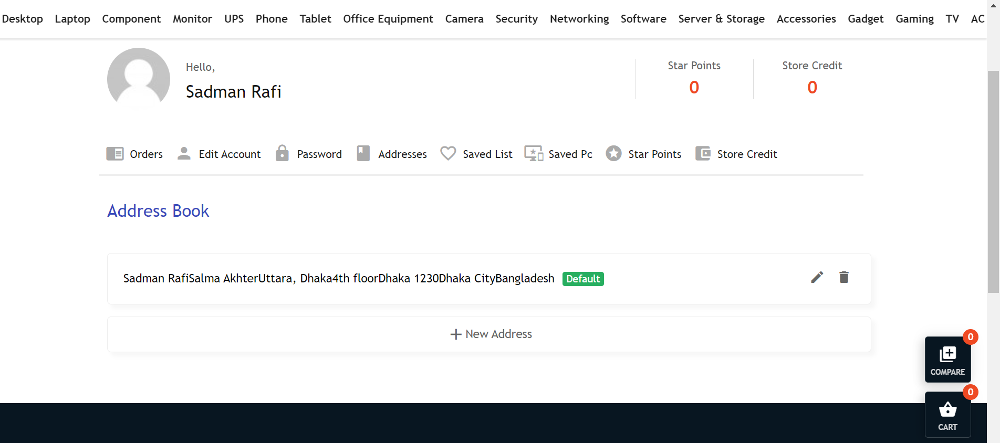 Desktop Laptop Component Monitor UPS Phone Tablet Office Equipment Camera Security Networking Software Server & Storage Accessories Gadget Gaming TV AC
Hello,
Sadman Rafi
Star Points
0
Store Credit
0
Orders Edit Account Password Addresses Saved List Saved Pc Star Points Store Credit
Address Book
Sadman RafiSalma AkhterUttara, Dhaka4th floorDhaka 1230Dhaka CityBangladesh Default
New Address
0
COMPARE
0
CART